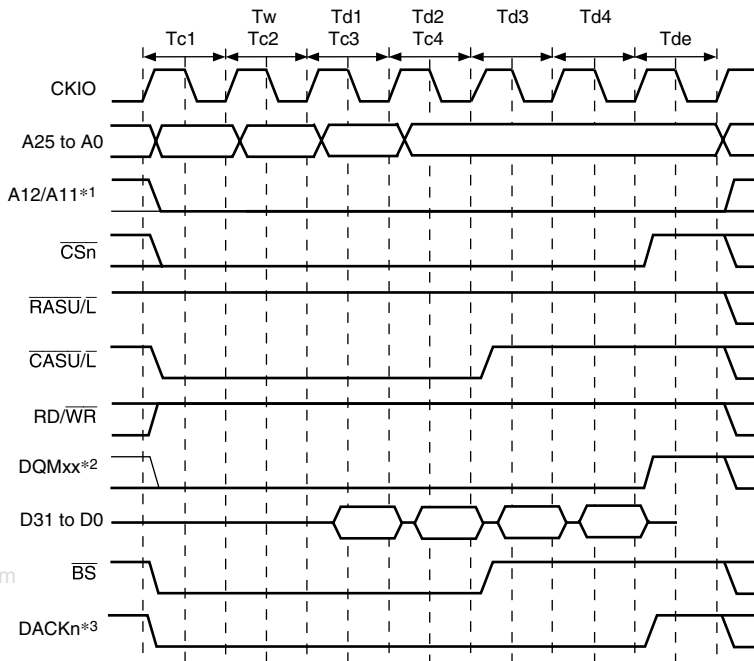 Tw Td1 Td2 Td3 Td4
Tc1 Tc2 Tc3 Tc4 Tde
CKIO
A25 to A0
A12/A11*1
CSn
RASU/L
CASU/L
RD/WR
DQMxx*2
D31 to D0
m
BS
DACKn*3